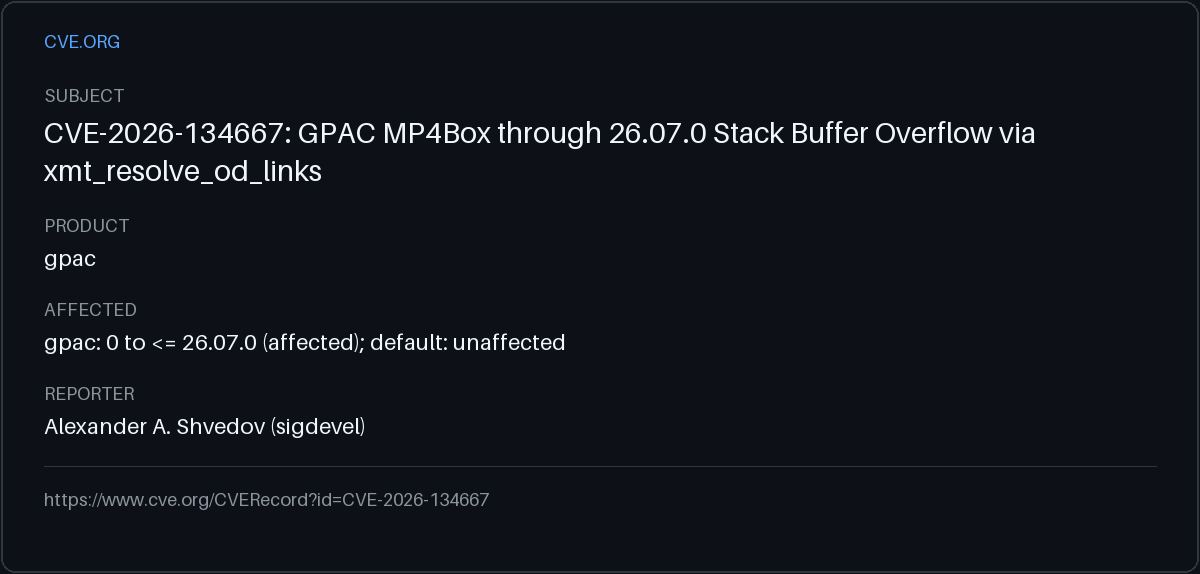 CVE.ORG
SUBJECT
CVE-2026-134667: GPAC MP4Box through 26.07.0 Stack Buffer Overflow via
xmt_resolve_od_links
PRODUCT
gpac
AFFECTED
gpac: 0 to <= 26.07.0 (affected); default: unaffected
REPORTER
Alexander A. Shvedov (sigdevel)
https://www.cve.org/CVERecord?id=CVE-2026-134667